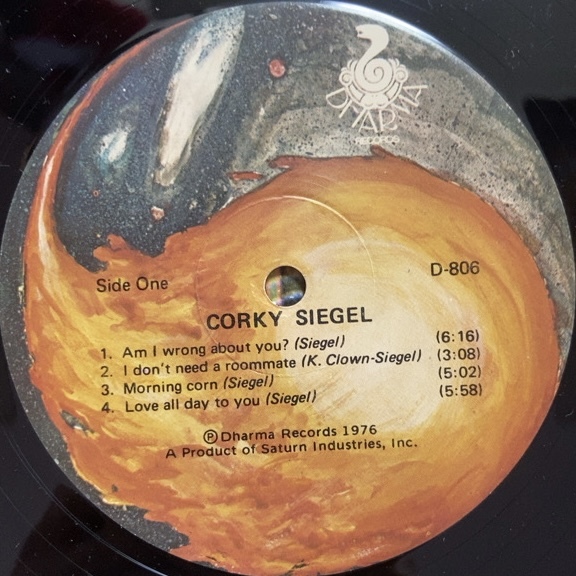 DHARMA
Side One
D-806
CORKY SIEGEL
1. Am I wrong about you? (Siegel) (6:16)
2. I don't need a roommate (K. Clown-Siegel) (3:08)
3. Morning corn (Siegel) (5:02)
4. Love all day to you (Siegel) (5:58)
Ⓟ Dharma Records 1976
A Product of Saturn Industries, Inc.